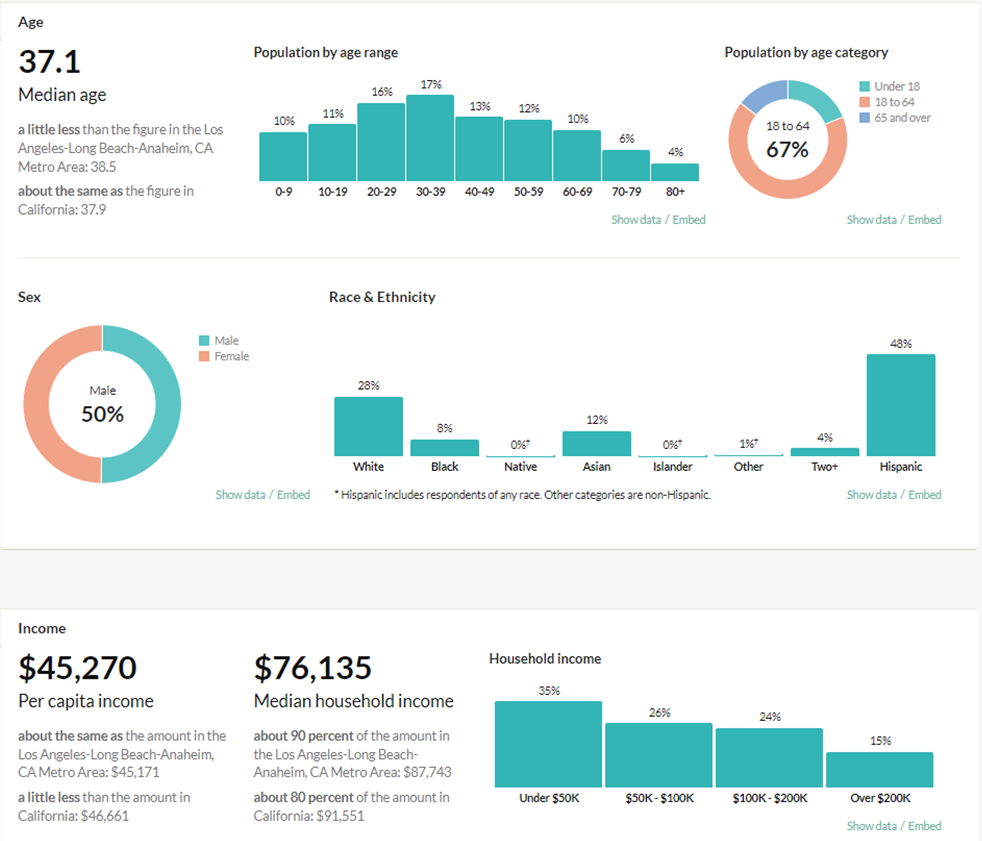 Age
37.1
Median age
a little less than the figure in the Los
Angeles-Long Beach-Anaheim, CA
Metro Area: 38.5
about the same as the figure in
California: 37.9
Population by age range
10%
11%
16%
17%
13%
12%
10%
6%
4%
0-9
10-19
20-29
30-39
40-49
50-59
60-69
70-79
80+
Show data / Embed
Population by age category
18 to 64
67%
Under 18
18 to 64
65 and over
Show data / Embed
Sex
Male
50%
Male
Female
Show data / Embed
Race & Ethnicity
28%
8%
0%†
12%
0%†
1%†
4%
48%
White
Black
Native
Asian
Islander
Other
Two+
Hispanic
* Hispanic includes respondents of any race. Other categories are non-Hispanic.
Show data / Embed
Income
$45,270
Per capita income
about the same as the amount in the
Los Angeles-Long Beach-Anaheim,
CA Metro Area: $45,171
a little less than the amount in
California: $46,661
$76,135
Median household income
about 90 percent of the amount in
the Los Angeles-Long Beach-
Anaheim, CA Metro Area: $87,743
about 80 percent of the amount in
California: $91,551
Household income
35%
26%
24%
15%
Under $50K
$50K - $100K
$100K - $200K
Over $200K
Show data / Embed